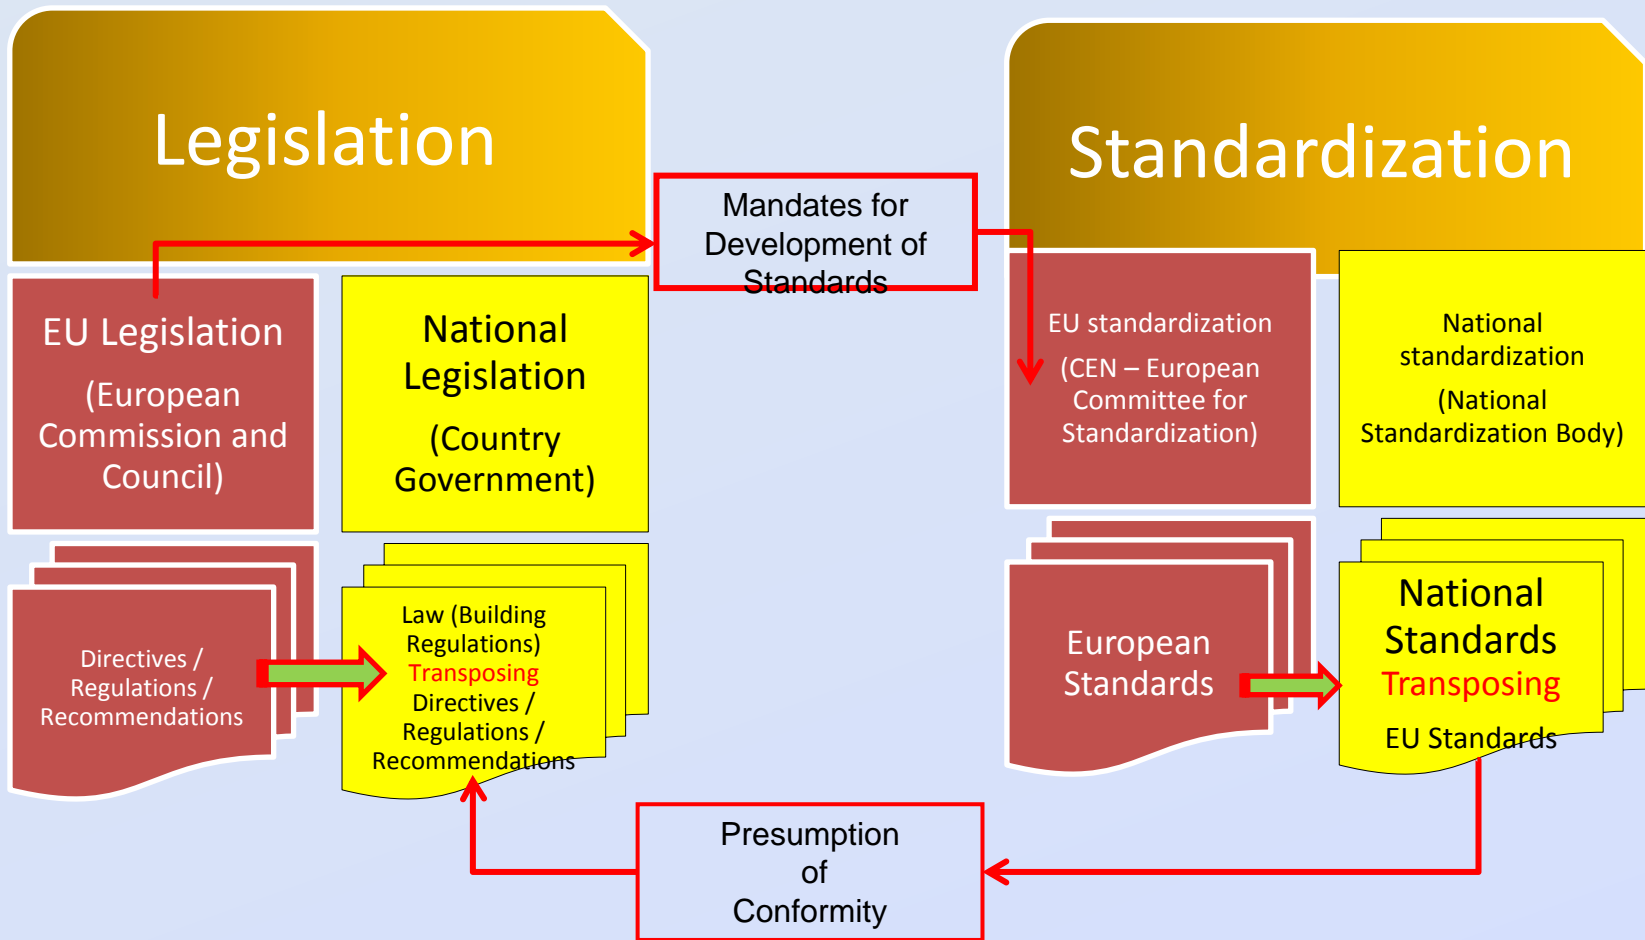 Legislation
Standardization
Mandates for
Development of
Standards
EU Legislation
(European
Commission and
Council)
National
Legislation
(Country
Government)
EU standardization
(CEN – European
Committee for
Standardization)
National
standardization
(National
Standardization Body)
Directives /
Regulations /
Recommendations
Law (Building
Regulations)
Transposing
Directives /
Regulations /
Recommendations
European
Standards
National
Standards
Transposing
EU Standards
Presumption
of
Conformity